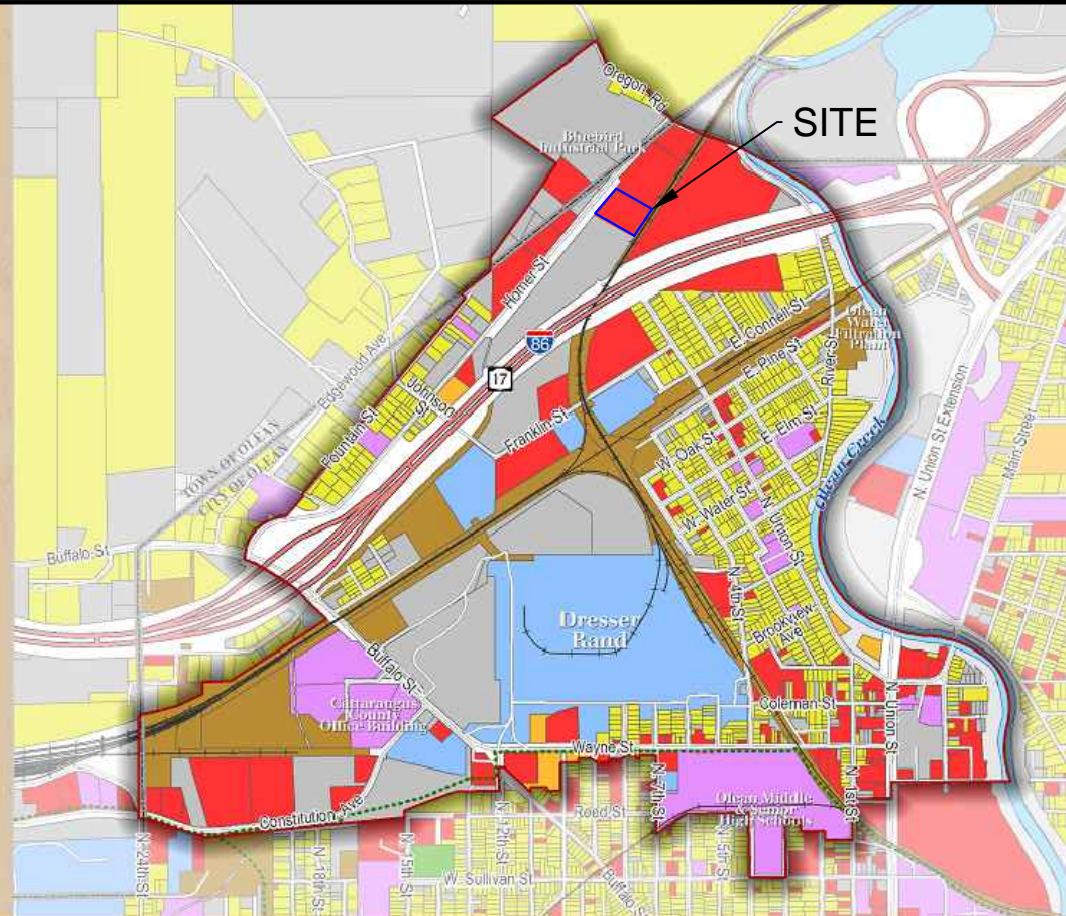 Oregon Rd
SITE
Bluebird
Industrial Park
Homer St
86
17
E. Connell St
Olean
Water
Filtration
Plant
River St
E. Pine St
Edgewood Ave
Johnson
St
Franklin St
E. Elm St
W. Oak St
Olean Creek
N. Union St Extension
Main Street
TOWN OF OLEAN
CITY OF OLEAN
Fountain St
W. Water St
N. Union St
Buffalo St
N. 4th St
Dresser
Rand
Brookview
Ave
Buffalo St
Cattaraugus
County
Office Building
Coleman St
N. Union St
Wayne St
N. 7th St
N. 1st St
Olean Middle
& Senior
High Schools
Constitution Ave
Reed St
N. 24th St
N. 18th St
N. 15th St
N. 12th St
N. 5th St
W. Sullivan St
Buffalo St